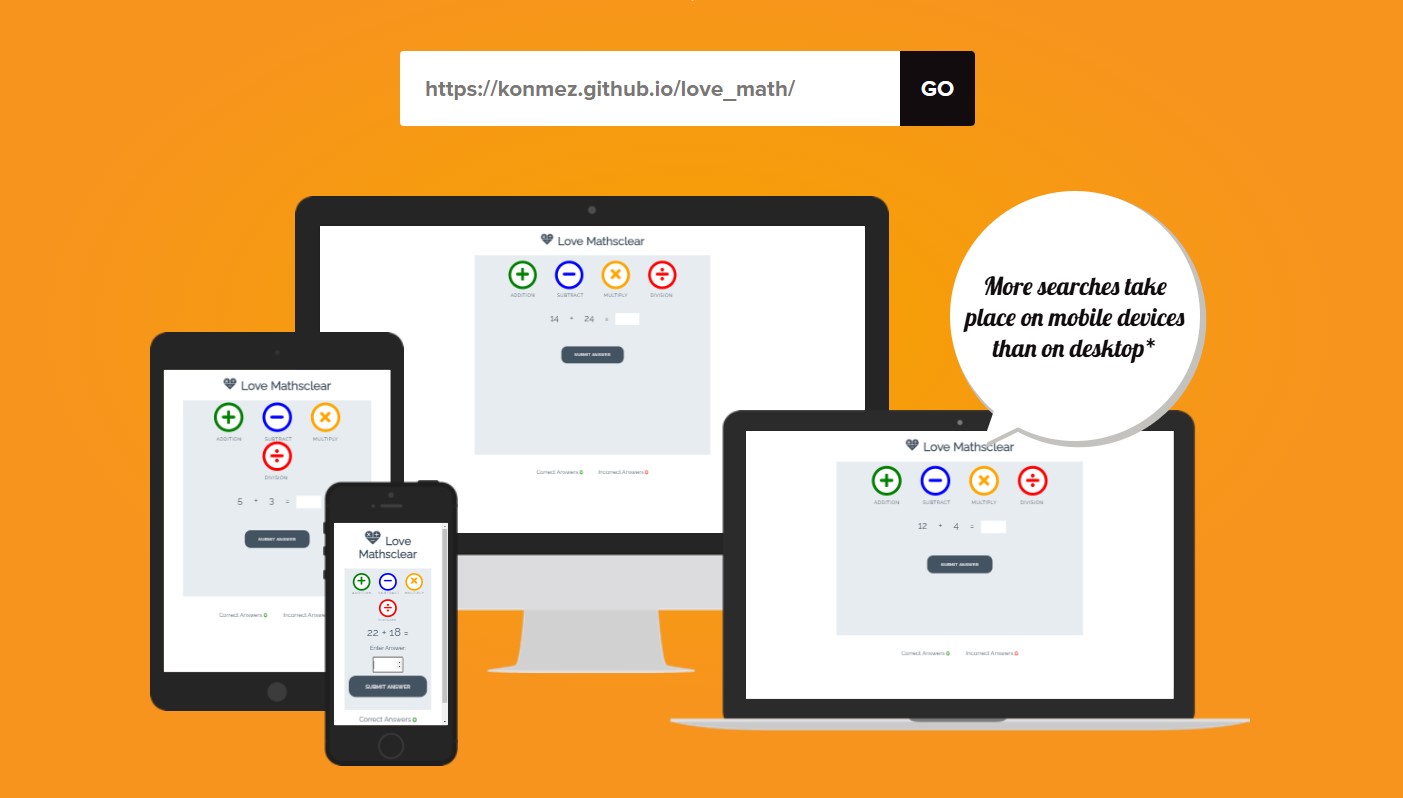 https://konmez.github.io/love_math/
GO
Love Mathsclear
+ − × ÷
ADDITION SUBTRACT MULTIPLY DIVISION
14 + 24 =
SUBMIT ANSWER
Correct Answers 0 Incorrect Answers 0
More searches take
place on mobile devices
than on desktop*
Love Mathsclear
+ − ×
ADDITION SUBTRACT MULTIPLY
÷
DIVISION
5 + 3 =
SUBMIT ANSWER
Correct Answers 0 Incorrect Answers
Love
Mathsclear
+ − ×
÷
22 + 18 =
Enter Answer
SUBMIT ANSWER
Correct Answers 0
Love Mathsclear
+ − × ÷
ADDITION SUBTRACT MULTIPLY DIVISION
12 + 4 =
SUBMIT ANSWER
Correct Answers 0 Incorrect Answers 0